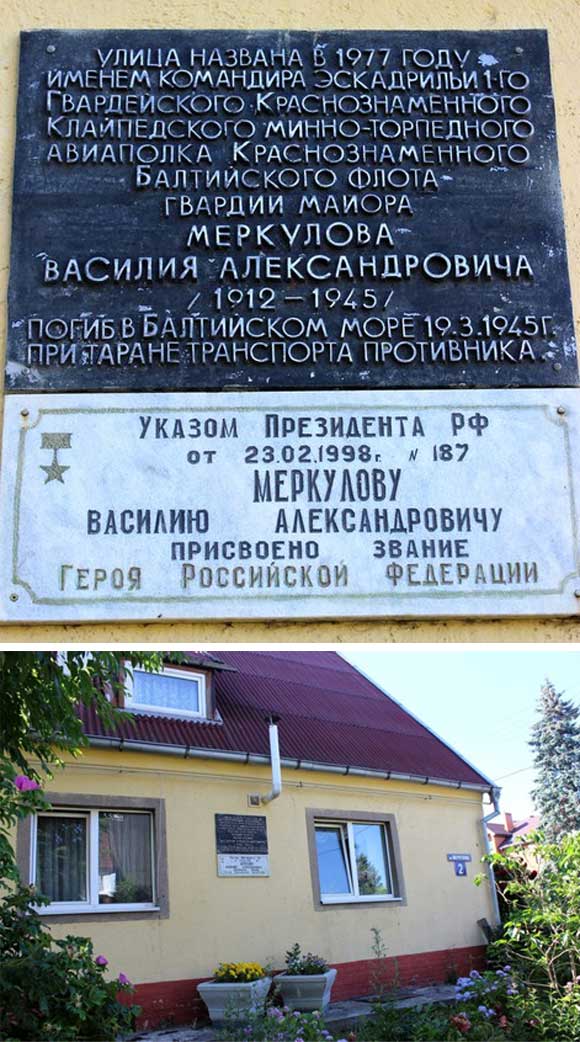 УЛИЦА НАЗВАНА В 1977 ГОДУ
ИМЕНЕМ КОМАНДИРА ЭСКАДРИЛЬИ 1-ГО
ГВАРДЕЙСКОГО КРАСНОЗНАМЕННОГО
КЛАЙПЕДСКОГО МИННО-ТОРПЕДНОГО
АВИАПОЛКА КРАСНОЗНАМЕННОГО
БАЛТИЙСКОГО ФЛОТА
ГВАРДИИ МАЙОРА
МЕРКУЛОВА
ВАСИЛИЯ АЛЕКСАНДРОВИЧА
/1912 – 1945/
ПОГИБ В БАЛТИЙСКОМ МОРЕ 19.3.1945г.
ПРИ ТАРАНЕ ТРАНСПОРТА ПРОТИВНИКА.
УКАЗОМ ПРЕЗИДЕНТА РФ
ОТ 23.02.1998г. N 187
МЕРКУЛОВУ
ВАСИЛИЮ АЛЕКСАНДРОВИЧУ
ПРИСВОЕНО ЗВАНИЕ
ГЕРОЯ РОССИЙСКОЙ ФЕДЕРАЦИИ
2